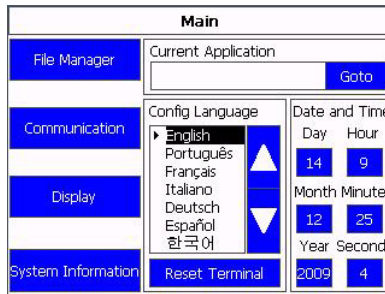 Main
File Manager
Communication
Display
System Information
Current Application
Goto
Config Language
English
Português
Français
Italiano
Deutsch
Español
한국어
Reset Terminal
Date and Time
Day Hour
14 9
Month Minute
12 25
Year Second
2009 4